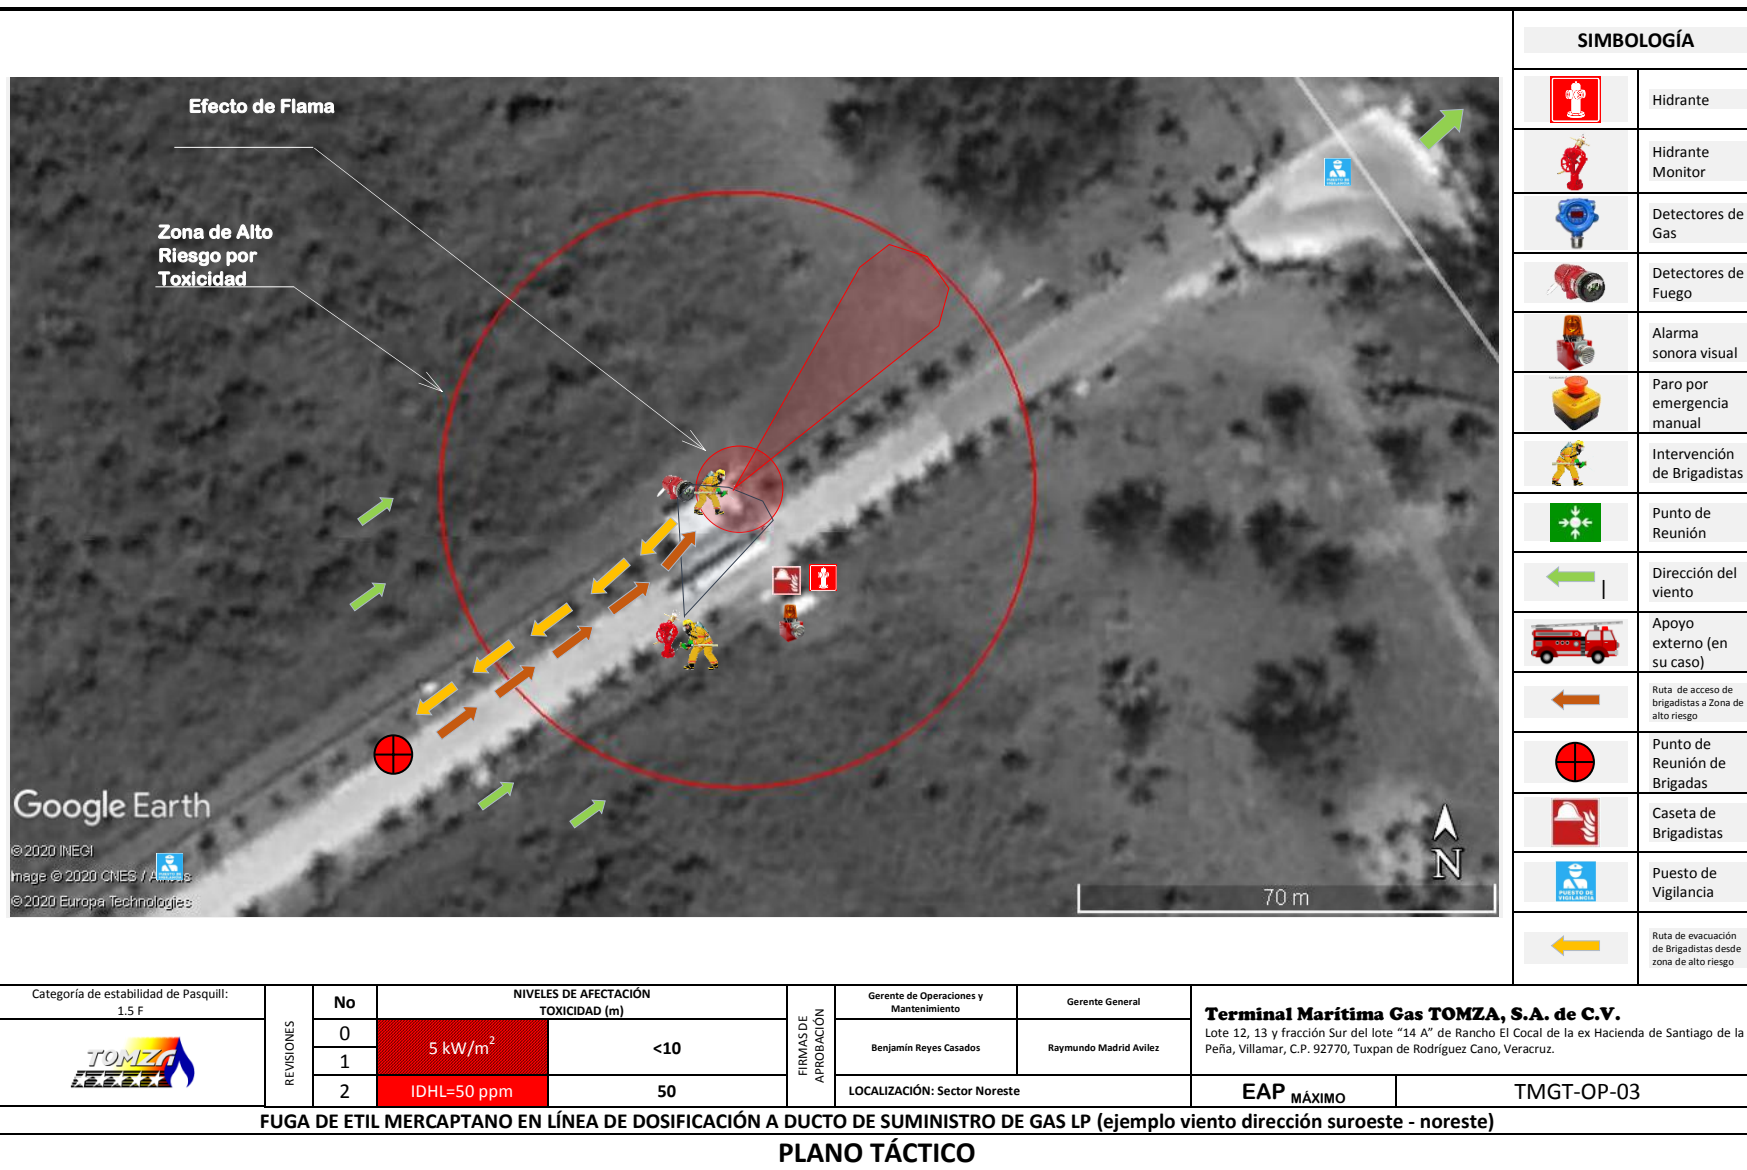 SIMBOLOGÍA
Hidrante
Hidrante
Monitor
Detectores de
Gas
Detectores de
Fuego
Alarma
sonora visual
Paro por
emergencia
manual
Intervención
de Brigadistas
Punto de
Reunión
Dirección del
viento
Apoyo
externo (en
su caso)
Ruta de acceso de
brigadistas a Zona de
alto riesgo
Punto de
Reunión de
Brigadas
Caseta de
Brigadistas
PUESTO DE
VIGILANCIA
Puesto de
Vigilancia
Ruta de evacuación
de Brigadistas desde
zona de alto riesgo
Efecto de Flama
Zona de Alto
Riesgo por
Toxicidad
Google Earth
© 2020 INEGI
Image © 2020 CNES / Airbus
© 2020 Europa Technologies
N
70 m
Categoría de estabilidad de Pasquill:
1.5 F
TOMZA
REVISIONES
No
0
1
2
NIVELES DE AFECTACIÓN
TOXICIDAD (m)
5 kW/m²
<10
IDHL=50 ppm
50
FIRMAS DE
APROBACIÓN
Gerente de Operaciones y
Mantenimiento
Gerente General
Benjamín Reyes Casados
Raymundo Madrid Avilez
LOCALIZACIÓN: Sector Noreste
Terminal Marítima Gas TOMZA, S.A. de C.V.
Lote 12, 13 y fracción Sur del lote “14 A” de Rancho El Cocal de la ex Hacienda de Santiago de la
Peña, Villamar, C.P. 92770, Tuxpan de Rodríguez Cano, Veracruz.
EAP MÁXIMO
TMGT-OP-03
FUGA DE ETIL MERCAPTANO EN LÍNEA DE DOSIFICACIÓN A DUCTO DE SUMINISTRO DE GAS LP (ejemplo viento dirección suroeste - noreste)
PLANO TÁCTICO